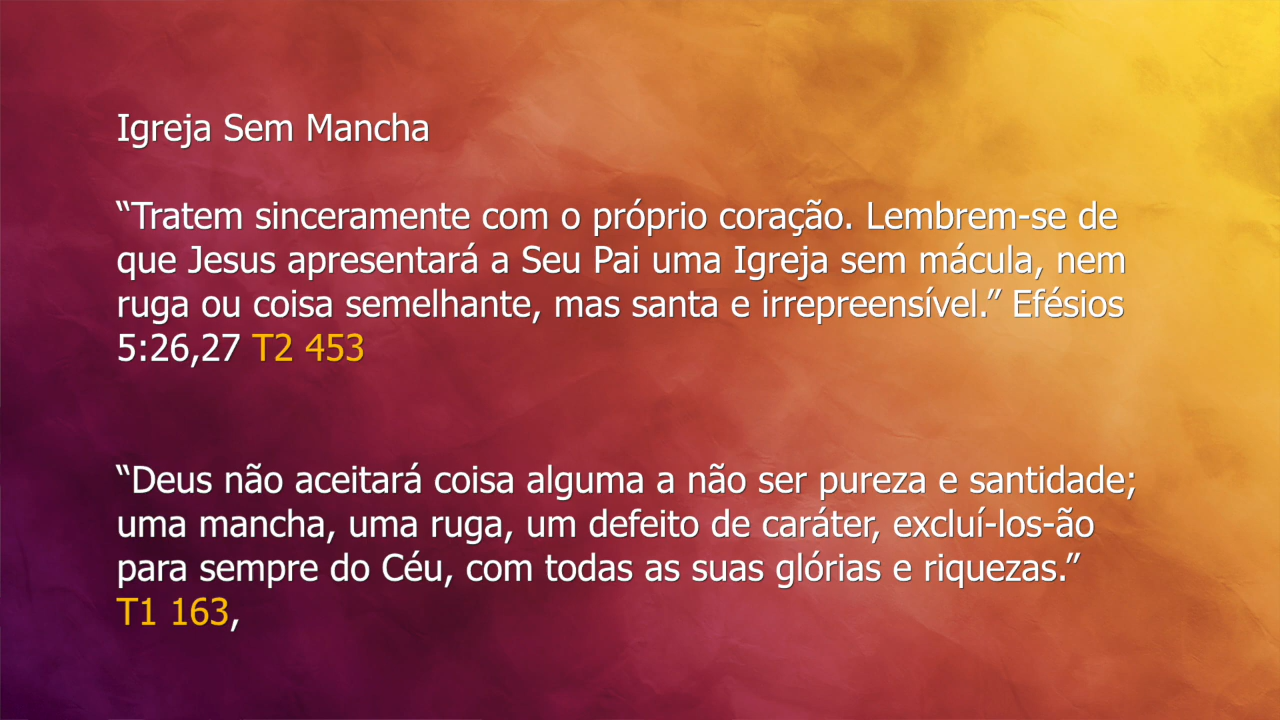 Igreja Sem Mancha
“Tratem sinceramente com o próprio coração. Lembrem-se de
que Jesus apresentará a Seu Pai uma Igreja sem mácula, nem
ruga ou coisa semelhante, mas santa e irrepreensível.” Efésios
5:26,27 T2 453
“Deus não aceitará coisa alguma a não ser pureza e santidade;
uma mancha, uma ruga, um defeito de caráter, excluí-los-ão
para sempre do Céu, com todas as suas glórias e riquezas.”
T1 163,